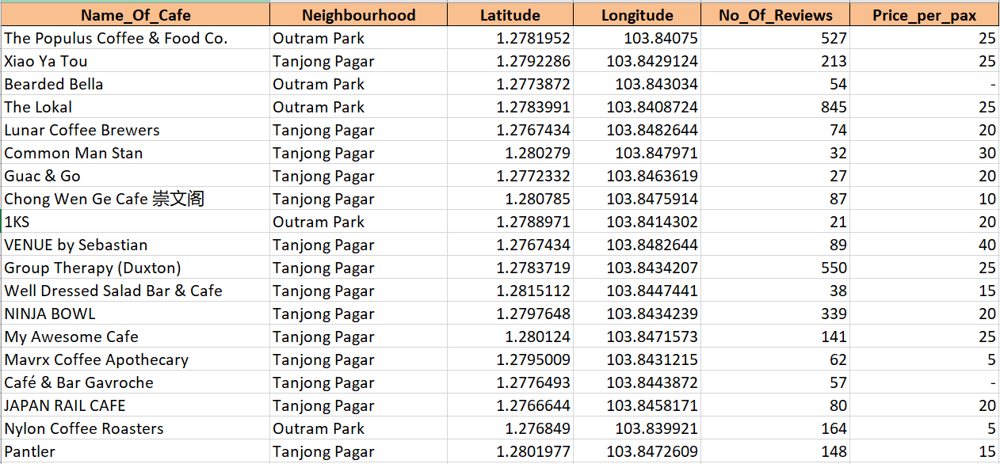 Name_Of_Cafe Neighbourhood Latitude Longitude No_Of_Reviews Price_per_pax
The Populus Coffee & Food Co. Outram Park 1.2781952 103.84075 527 25
Xiao Ya Tou Tanjong Pagar 1.2792286 103.8429124 213 25
Bearded Bella Outram Park 1.2773872 103.843034 54 -
The Lokal Outram Park 1.2783991 103.8408724 845 25
Lunar Coffee Brewers Tanjong Pagar 1.2767434 103.8482644 74 20
Common Man Stan Tanjong Pagar 1.280279 103.847971 32 30
Guac & Go Tanjong Pagar 1.2772332 103.8463619 27 20
Chong Wen Ge Cafe 崇文阁 Tanjong Pagar 1.280785 103.8475914 87 10
1KS Outram Park 1.2788971 103.8414302 21 20
VENUE by Sebastian Tanjong Pagar 1.2767434 103.8482644 89 40
Group Therapy (Duxton) Tanjong Pagar 1.2783719 103.8434207 550 25
Well Dressed Salad Bar & Cafe Tanjong Pagar 1.2815112 103.8447441 38 15
NINJA BOWL Tanjong Pagar 1.2797648 103.8434239 339 20
My Awesome Cafe Tanjong Pagar 1.280124 103.8471573 141 25
Mavrx Coffee Apothecary Tanjong Pagar 1.2795009 103.8431215 62 5
Café & Bar Gavroche Tanjong Pagar 1.2776493 103.8443872 57 -
JAPAN RAIL CAFE Tanjong Pagar 1.2766644 103.8458171 80 20
Nylon Coffee Roasters Outram Park 1.276849 103.839921 164 5
Pantler Tanjong Pagar 1.2801977 103.8472609 148 15